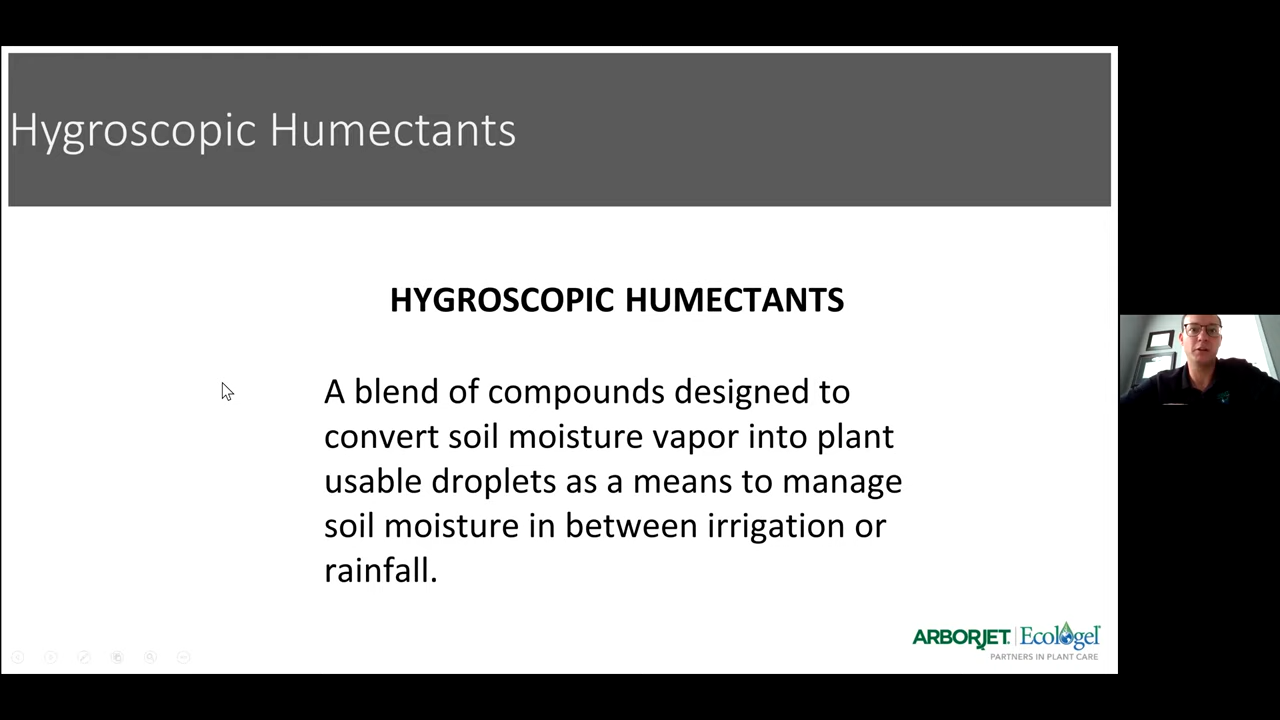 Hygroscopic Humectants
HYGROSCOPIC HUMECTANTS
A blend of compounds designed to
convert soil moisture vapor into plant
usable droplets as a means to manage
soil moisture in between irrigation or
rainfall.
ARBORJET. | Ecologel
PARTNERS IN PLANT CARE